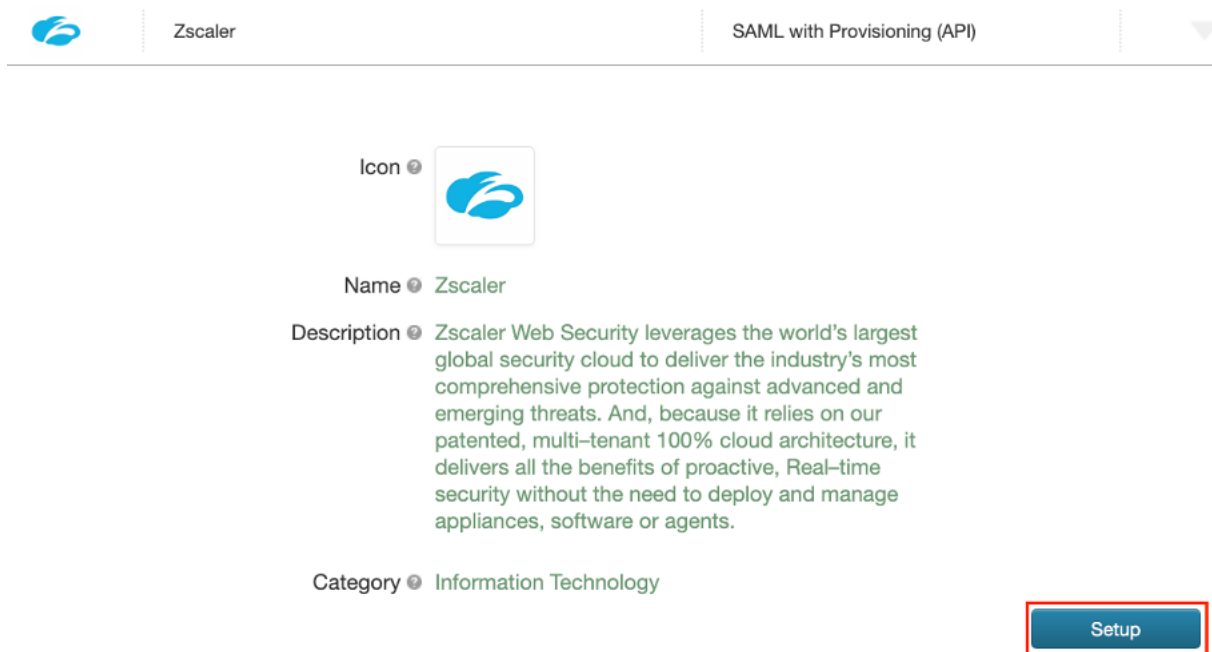 Zscaler SAML with Provisioning (API)
Icon
Name Zscaler
Description Zscaler Web Security leverages the world’s largest
global security cloud to deliver the industry’s most
comprehensive protection against advanced and
emerging threats. And, because it relies on our
patented, multi–tenant 100% cloud architecture, it
delivers all the benefits of proactive, Real–time
security without the need to deploy and manage
appliances, software or agents.
Category Information Technology
Setup